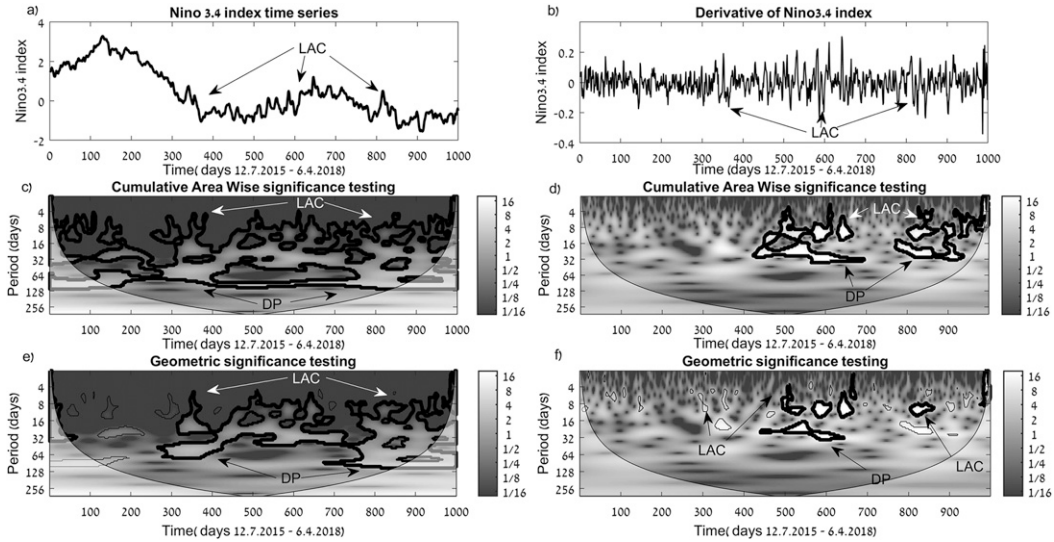 a) Nino 3.4 index time series
4
2
0
-2
Nino3.4 index
LAC
0 100 200 300 400 500 600 700 800 900 1000
Time( days 12.7.2015 - 6.4.2018)
b) Derivative of Nino3.4 index
0.2
0
-0.2
-0.4
Nino3.4 index
LAC
0 100 200 300 400 500 600 700 800 900 1000
Time( days 12.7.2015 - 6.4.2018)
c) Cumulative Area Wise significance testing
4
8
16
32
64
128
256
Period (days)
LAC
DP
16
8
4
2
1
1/2
1/4
1/8
1/16
100 200 300 400 500 600 700 800 900 1000
Time( days 12.7.2015 - 6.4.2018)
d) Cumulative Area Wise significance testing
4
8
16
32
64
128
256
Period (days)
LAC
DP
16
8
4
2
1
1/2
1/4
1/8
1/16
100 200 300 400 500 600 700 800 900
Time (days 12.7.2015 - 6.4.2018)
e) Geometric significance testing
4
8
16
32
64
128
256
Period (days)
LAC
DP
16
8
4
2
1
1/2
1/4
1/8
1/16
100 200 300 400 500 600 700 800 900 1000
Time( days 12.7.2015 - 6.4.2018)
f) Geometric significance testing
4
8
16
32
64
128
256
Period (days)
LAC
LAC
DP
16
8
4
2
1
1/2
1/4
1/8
1/16
100 200 300 400 500 600 700 800 900
Time( days 12.7.2015 - 6.4.2018)